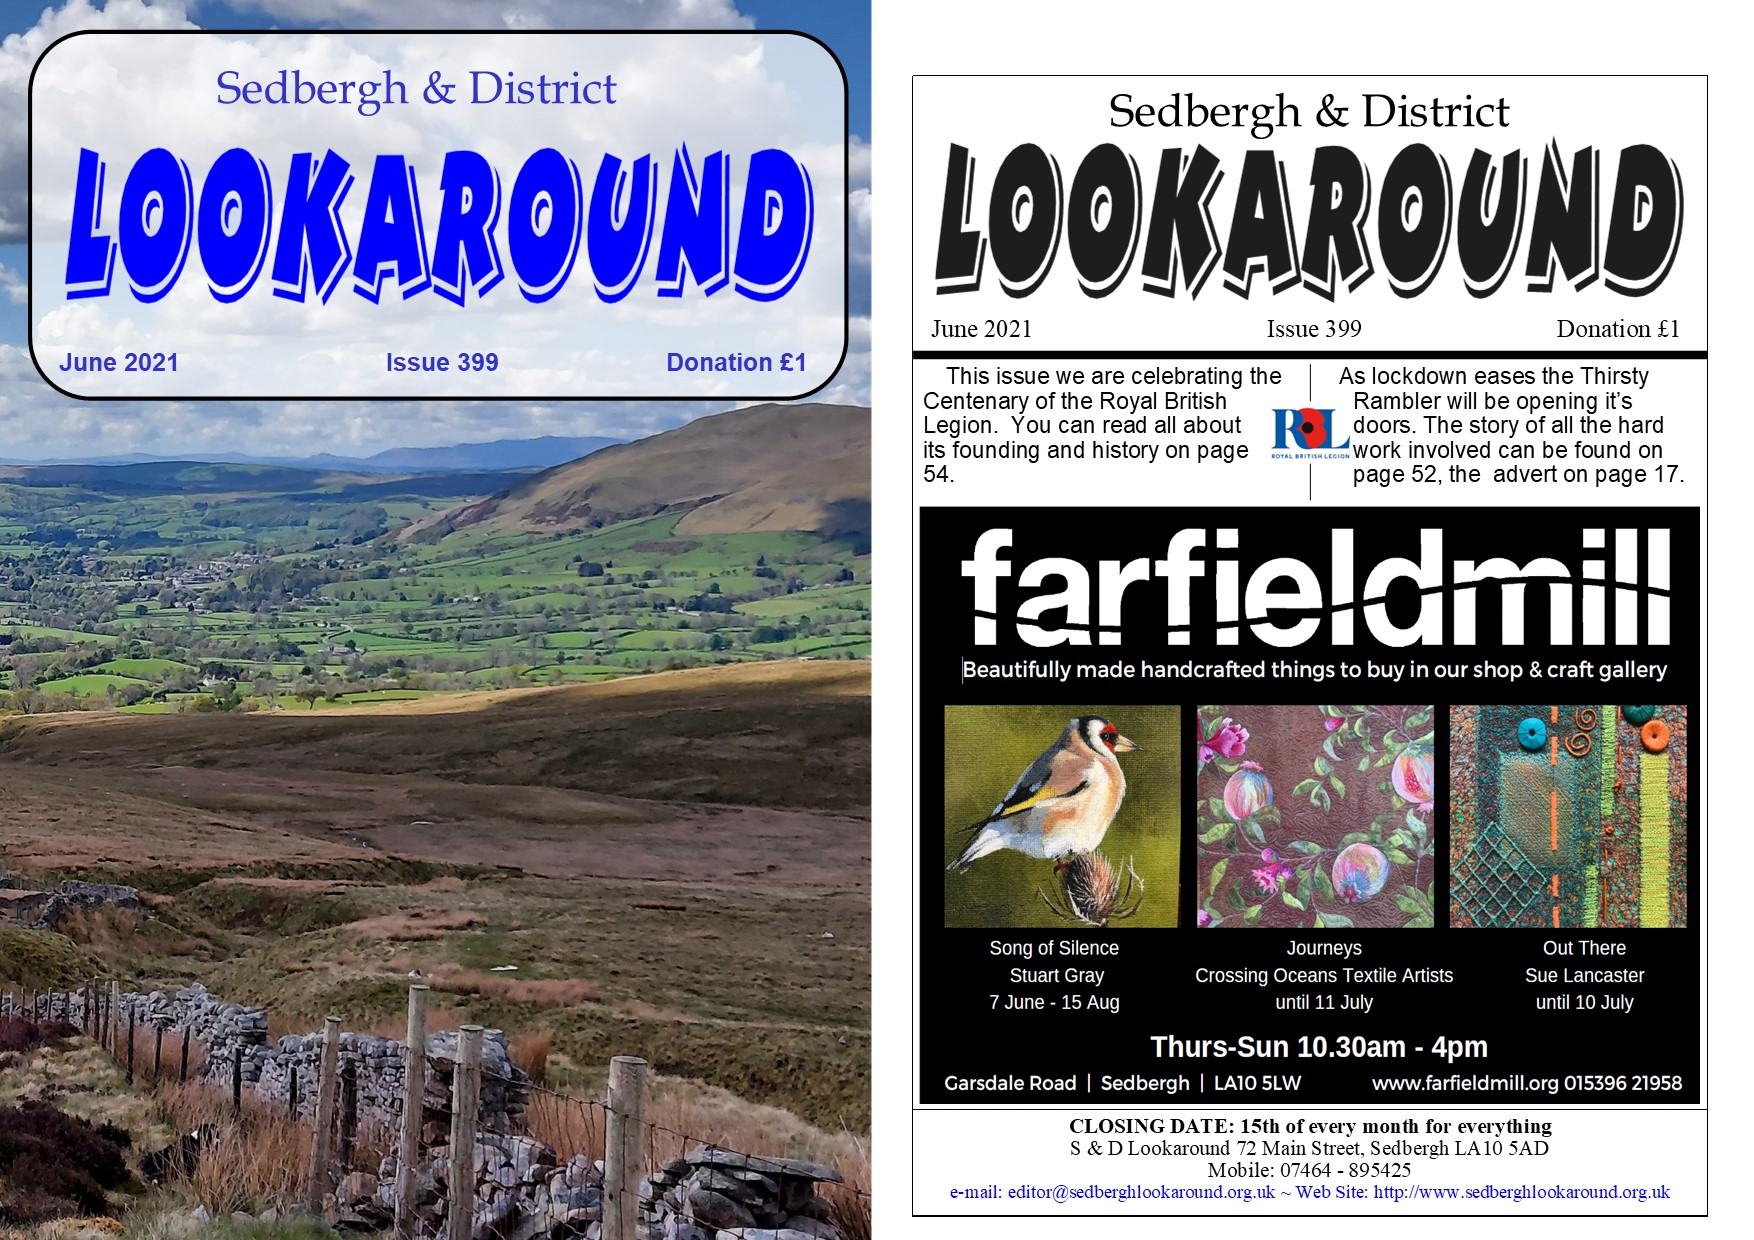 Sedbergh & District
LOOKAROUND
June 2021 Issue 399 Donation £1
Sedbergh & District
LOOKAROUND
June 2021 Issue 399 Donation £1
This issue we are celebrating the
Centenary of the Royal British
Legion.  You can read all about
its founding and history on page
54.
RBL
ROYAL BRITISH LEGION
As lockdown eases the Thirsty
Rambler will be opening it’s
doors. The story of all the hard
work involved can be found on
page 52, the  advert on page 17.
farfieldmill
Beautifully made handcrafted things to buy in our shop & craft gallery
Song of Silence
Stuart Gray
7 June - 15 Aug
Journeys
Crossing Oceans Textile Artists
until 11 July
Out There
Sue Lancaster
until 10 July
Thurs-Sun 10.30am - 4pm
Garsdale Road | Sedbergh | LA10 5LW www.farfieldmill.org 015396 21958
CLOSING DATE: 15th of every month for everything
S & D Lookaround 72 Main Street, Sedbergh LA10 5AD
Mobile: 07464 - 895425
e-mail: editor@sedberghlookaround.org.uk ~ Web Site: http://www.sedberghlookaround.org.uk